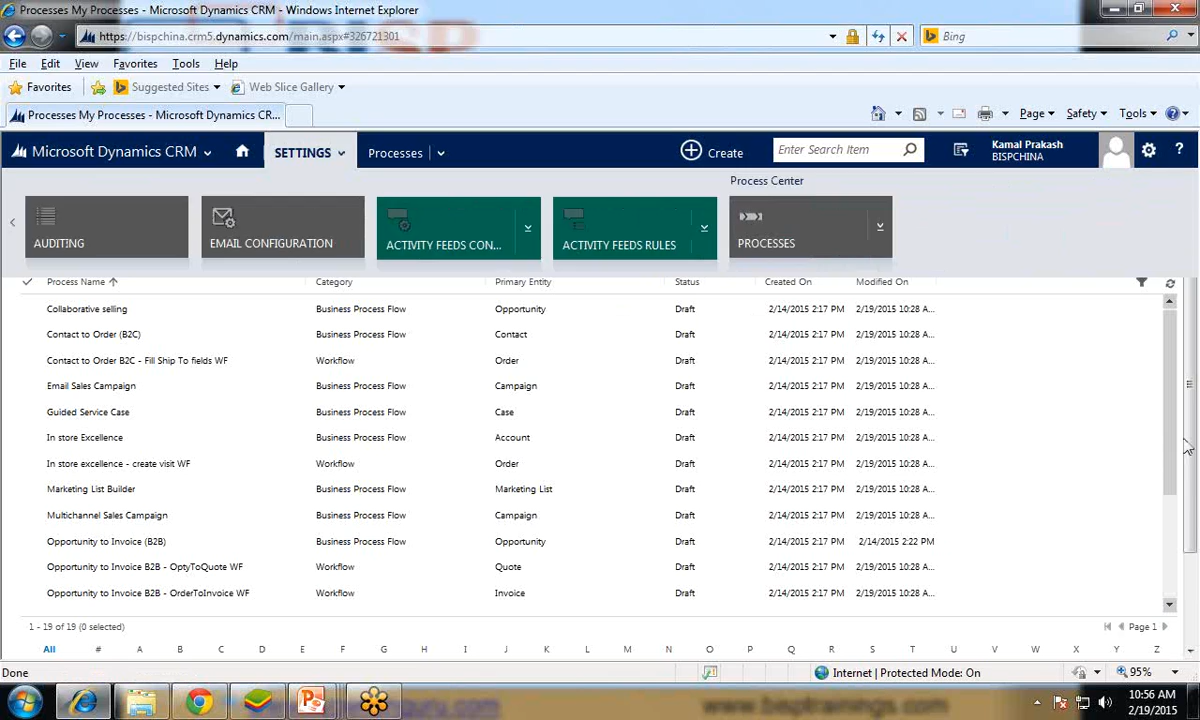 Processes My Processes - Microsoft Dynamics CRM - Windows Internet Explorer
https://bispchina.crm5.dynamics.com/main.aspx#326721301
Bing
File Edit View Favorites Tools Help
Favorites Suggested Sites Web Slice Gallery
Processes My Processes - Microsoft Dynamics CR...
Page Safety Tools
Microsoft Dynamics CRM SETTINGS Processes Create Enter Search Item Kamal Prakash
BISPCHINA
Process Center
AUDITING EMAIL CONFIGURATION ACTIVITY FEEDS CON... ACTIVITY FEEDS RULES PROCESSES
Process Name Category Primary Entity Status Created On Modified On
Collaborative selling Business Process Flow Opportunity Draft 2/14/2015 2:17 PM 2/19/2015 10:28 A...
Contact to Order (B2C) Business Process Flow Contact Draft 2/14/2015 2:17 PM 2/19/2015 10:28 A...
Contact to Order B2C - Fill Ship To fields WF Workflow Order Draft 2/14/2015 2:17 PM 2/19/2015 10:28 A...
Email Sales Campaign Business Process Flow Campaign Draft 2/14/2015 2:17 PM 2/19/2015 10:28 A...
Guided Service Case Business Process Flow Case Draft 2/14/2015 2:17 PM 2/19/2015 10:28 A...
In store Excellence Business Process Flow Account Draft 2/14/2015 2:17 PM 2/19/2015 10:28 A...
In store excellence - create visit WF Workflow Order Draft 2/14/2015 2:17 PM 2/19/2015 10:28 A...
Marketing List Builder Business Process Flow Marketing List Draft 2/14/2015 2:17 PM 2/19/2015 10:28 A...
Multichannel Sales Campaign Business Process Flow Campaign Draft 2/14/2015 2:17 PM 2/19/2015 10:28 A...
Opportunity to Invoice (B2B) Business Process Flow Opportunity Draft 2/14/2015 2:17 PM 2/14/2015 2:22 PM
Opportunity to Invoice B2B - OptyToQuote WF Workflow Quote Draft 2/14/2015 2:17 PM 2/19/2015 10:28 A...
Opportunity to Invoice B2B - OrderToInvoice WF Workflow Invoice Draft 2/14/2015 2:17 PM 2/19/2015 10:28 A...
1 - 19 of 19 (0 selected) Page 1
All # A B C D E F G H I J K L M N O P Q R S T U V W X Y Z
Done Internet | Protected Mode: On 95%
10:56 AM
www.bisptrainings.com
2/19/2015